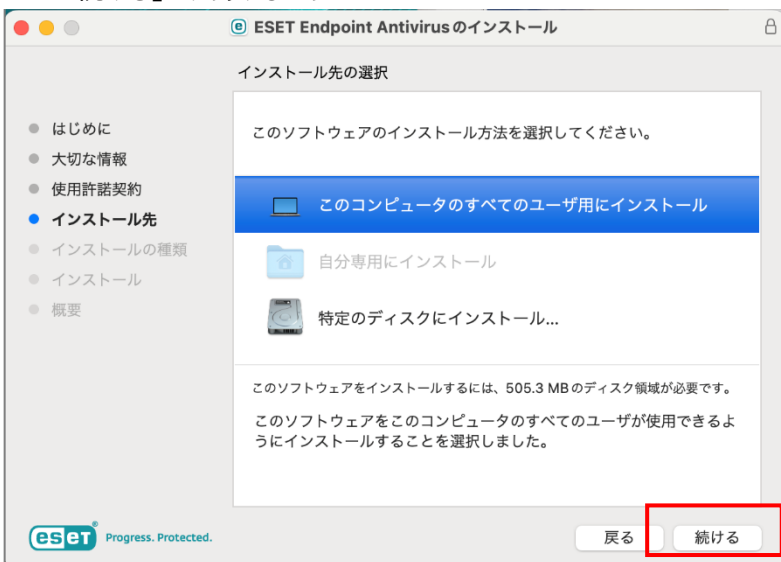 ESET Endpoint Antivirusのインストール
インストール先の選択
はじめに
大切な情報
使用許諾契約
インストール先
インストールの種類
インストール
概要
このソフトウェアのインストール方法を選択してください。
このコンピュータのすべてのユーザ用にインストール
自分専用にインストール
特定のディスクにインストール...
このソフトウェアをインストールするには、505.3 MBのディスク領域が必要です。
このソフトウェアをこのコンピュータのすべてのユーザが使用できるよ
うにインストールすることを選択しました。
eseT® Progress. Protected.
戻る
続ける